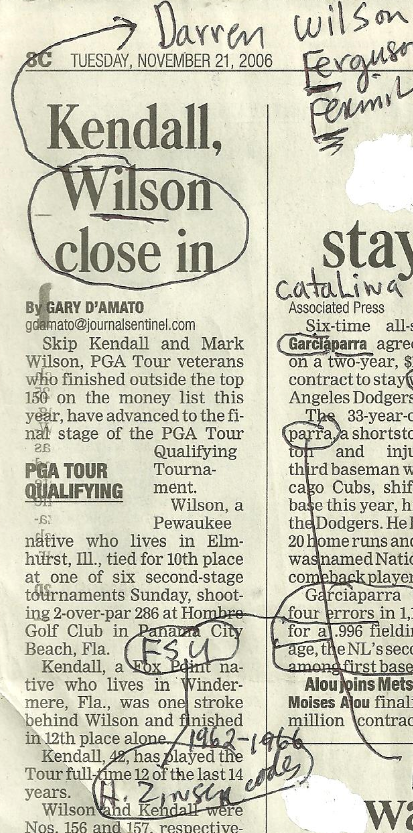 Darren Wilson
8C TUESDAY, NOVEMBER 21, 2006
Kendall,
Wilson
close in
By GARY D'AMATO
gdamato@journalsentinel.com
Skip Kendall and Mark
Wilson, PGA Tour veterans
who finished outside the top
150 on the money list this
year, have advanced to the fi-
nal stage of the PGA Tour
Qualifying
Tourna-
ment.
PGA TOUR
QUALIFYING
Wilson, a
Pewaukee
native who lives in Elm-
hurst, Ill., tied for 10th place
at one of six second-stage
tournaments Sunday, shoot-
ing 2-over-par 286 at Hombre
Golf Club in Panama City
Beach, Fla.
FSU
Kendall, a Fox Point na-
tive who lives in Winder-
mere, Fla., was one stroke
behind Wilson and finished
in 12th place alone.
1962-1966
Kendall, 42, has played the
Tour full-time 12 of the last 14
years.
H. Zinser codes
Wilson and Kendall were
Nos. 156 and 157, respective-
stay
catalina
Associated Press
Six-time all-s
Garciaparra agre
on a two-year, $
contract to stay
Angeles Dodgers
The 33-year-o
parra, a shortsto
tor and inju
third baseman w
cago Cubs, shif
base this year, h
the Dodgers. He l
20 home runs and
was named Natio
comeback player
Garciaparra
four errors in 1,1
for a .996 fieldin
age, the NL's seco
among first base
Alou joins Mets
Moises Alou final
million contrac